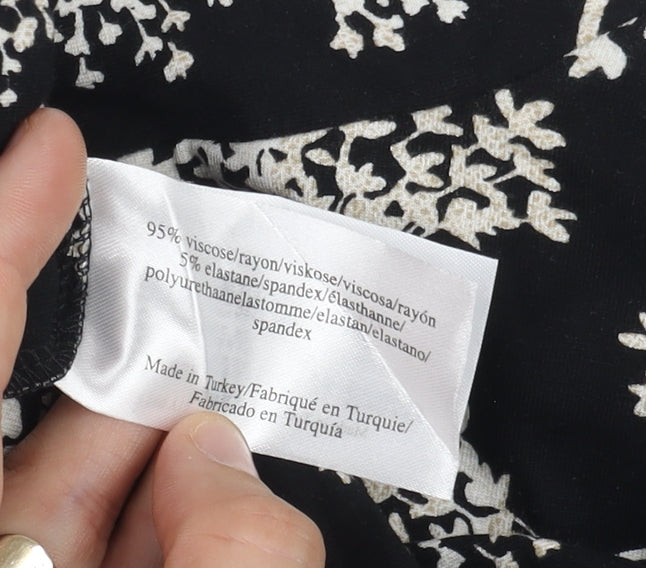 95% viscose/rayon/viskose/viscosa/rayón
5% elastane/spandex/élasthanne/
polyurethaanelastomme/elastan/elastano/
spandex
Made in Turkey/Fabriqué en Turquie/
Fabricado en Turquía